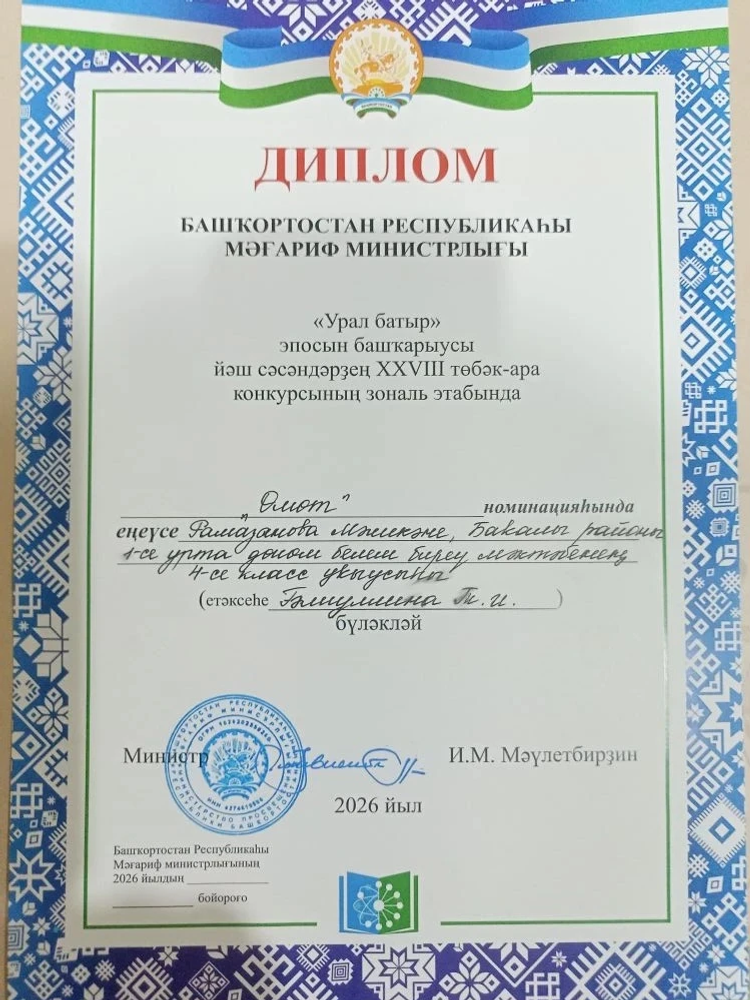 ДИПЛОМ
БАШҠОРТОСТАН РЕСПУБЛИКАҺЫ
МӘҒАРИФ МИНИСТРЛЫҒЫ
«Урал батыр»
эпосын башҡарыусы
йәш сәсәндәрҙең XXVIII төбәк-ара
конкурсының зональ этабында
„Өмөт" номинацияһында
еңеүсе Рамазанова Мәликәне, Бакалы районы
1-се урта дөйөм белем биреү мәктәбенең
4-се класс уҡыусыһы
(етәксеһе Гәлиуллина Т.И.)
бүләкләй
Министр И.М. Мәүлетбирҙин
2026 йыл
Башҡортостан Республикаһы
Мәғариф министрлығының
2026 йылдың
бойороғо